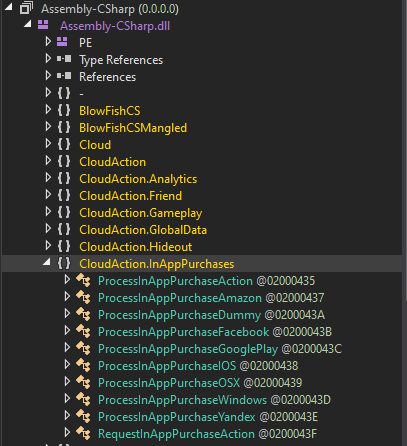 Assembly-CSharp (0.0.0.0)
Assembly-CSharp.dll
PE
Type References
References
{ } -
{ } BlowFishCS
{ } BlowFishCSMangled
{ } Cloud
{ } CloudAction
{ } CloudAction.Analytics
{ } CloudAction.Friend
{ } CloudAction.Gameplay
{ } CloudAction.GlobalData
{ } CloudAction.Hideout
{ } CloudAction.InAppPurchases
ProcessInAppPurchaseAction @02000435
ProcessInAppPurchaseAmazon @02000437
ProcessInAppPurchaseDummy @0200043A
ProcessInAppPurchaseFacebook @0200043B
ProcessInAppPurchaseGooglePlay @0200043C
ProcessInAppPurchaseIOS @02000438
ProcessInAppPurchaseOSX @02000439
ProcessInAppPurchaseWindows @0200043D
ProcessInAppPurchaseYandex @0200043E
RequestInAppPurchaseAction @0200043F